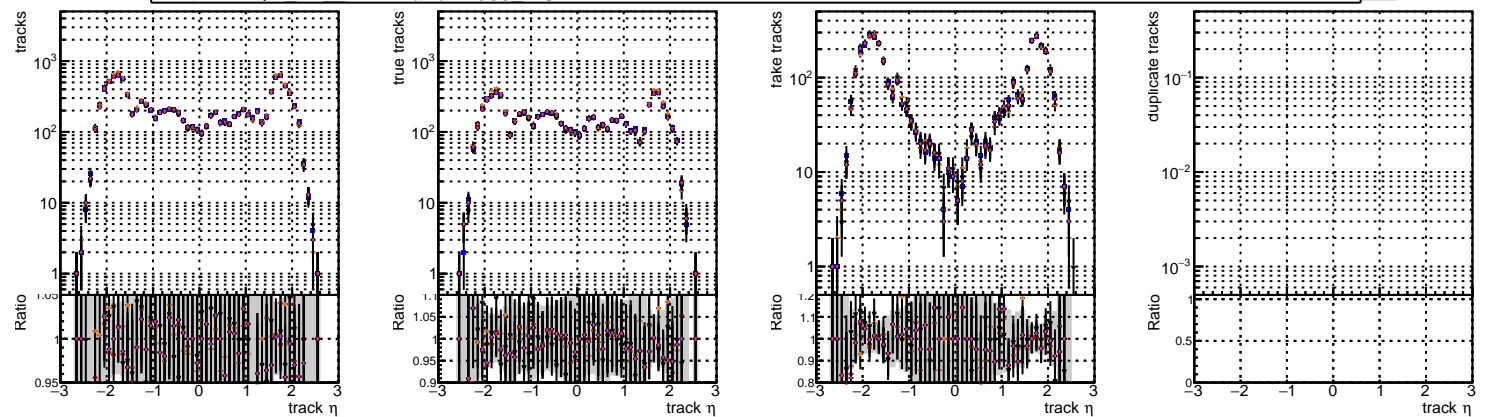 tracks
10³
10²
10
1
Ratio
1.05
1
0.95
−3 −2 −1 0 1 2 3
track η
true tracks
10³
10²
10
1
Ratio
1.1
1.05
1
0.95
0.9
−3 −2 −1 0 1 2 3
track η
fake tracks
10²
10
1
Ratio
1.2
1.1
1
0.9
0.8
−3 −2 −1 0 1 2 3
track η
duplicate tracks
10⁻¹
10⁻²
10⁻³
Ratio
1
0.5
0
−3 −2 −1 0 1 2 3
track η